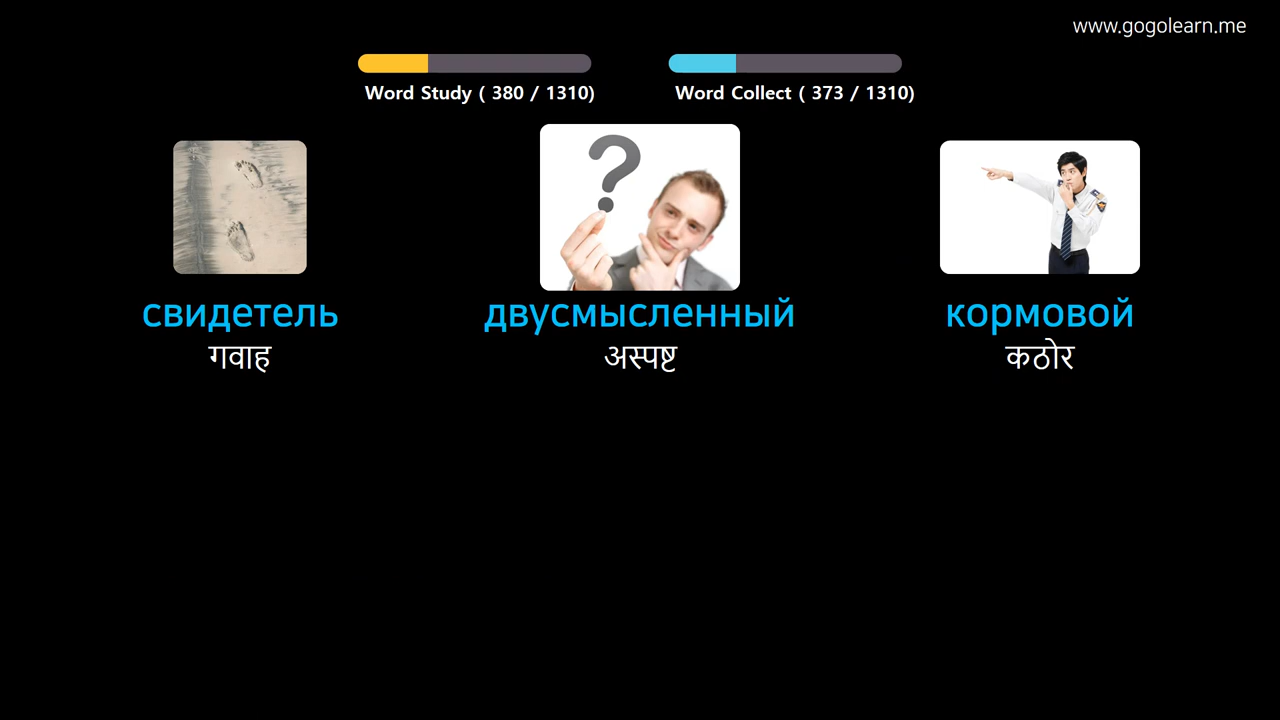 www.gogolearn.me
Word Study ( 380 / 1310)
Word Collect ( 373 / 1310)
свидетель
двусмысленный
кормовой
गवाह
अस्पष्ट
कठोर